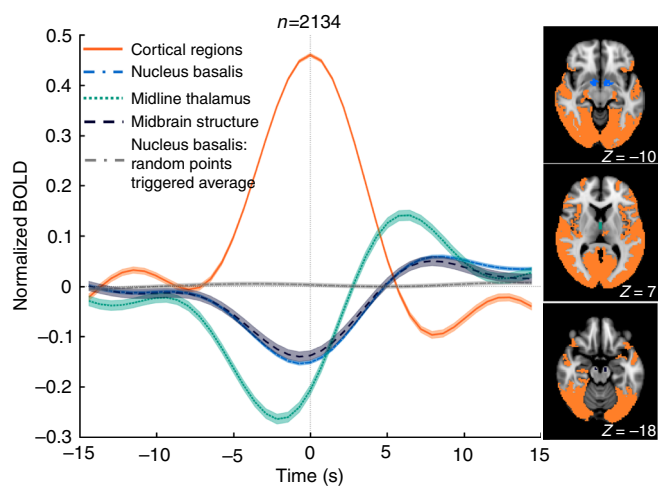 n=2134
0.5
0.4
0.3
0.2
0.1
0
–0.1
–0.2
–0.3
Normalized BOLD
Cortical regions
Nucleus basalis
Midline thalamus
Midbrain structure
Nucleus basalis:
random points
triggered average
–15
–10
–5
0
5
10
15
Time (s)
Z = –10
Z = 7
Z = –18